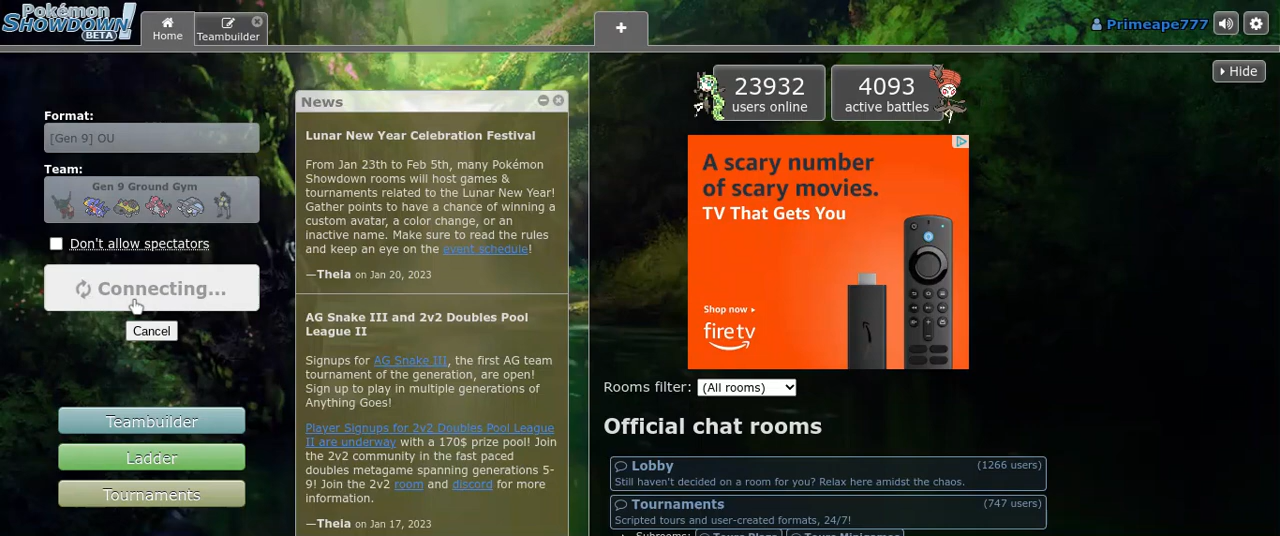 Pokémon
SHOWDOWN!
BETA
Home
Teambuilder
+
Primeape777
Hide
23932
users online
4093
active battles
Format:
[Gen 9] OU
Team:
Gen 9 Ground Gym
Don't allow spectators
Connecting...
Cancel
Teambuilder
Ladder
Tournaments
News
Lunar New Year Celebration Festival
From Jan 23th to Feb 5th, many Pokémon
Showdown rooms will host games &
tournaments related to the Lunar New Year!
Gather points to have a chance of winning a
custom avatar, a color change, or an
inactive name. Make sure to read the rules
and keep an eye on the event schedule!
—Theia on Jan 20, 2023
AG Snake III and 2v2 Doubles Pool
League II
Signups for AG Snake III, the first AG team
tournament of the generation, are open!
Sign up to play in multiple generations of
Anything Goes!
Player Signups for 2v2 Doubles Pool League
II are underway with a 170$ prize pool! Join
the 2v2 community in the fast paced
doubles metagame spanning generations 5-
9! Join the 2v2 room and discord for more
information.
—Theia on Jan 17, 2023
A scary number
of scary movies.
TV That Gets You
Shop now
fire tv
Rooms filter: (All rooms)
Official chat rooms
Lobby (1266 users)
Still haven't decided on a room for you? Relax here amidst the chaos.
Tournaments (747 users)
Scripted tours and user-created formats, 24/7!
Subrooms: Tours Plaza Tours Minigames